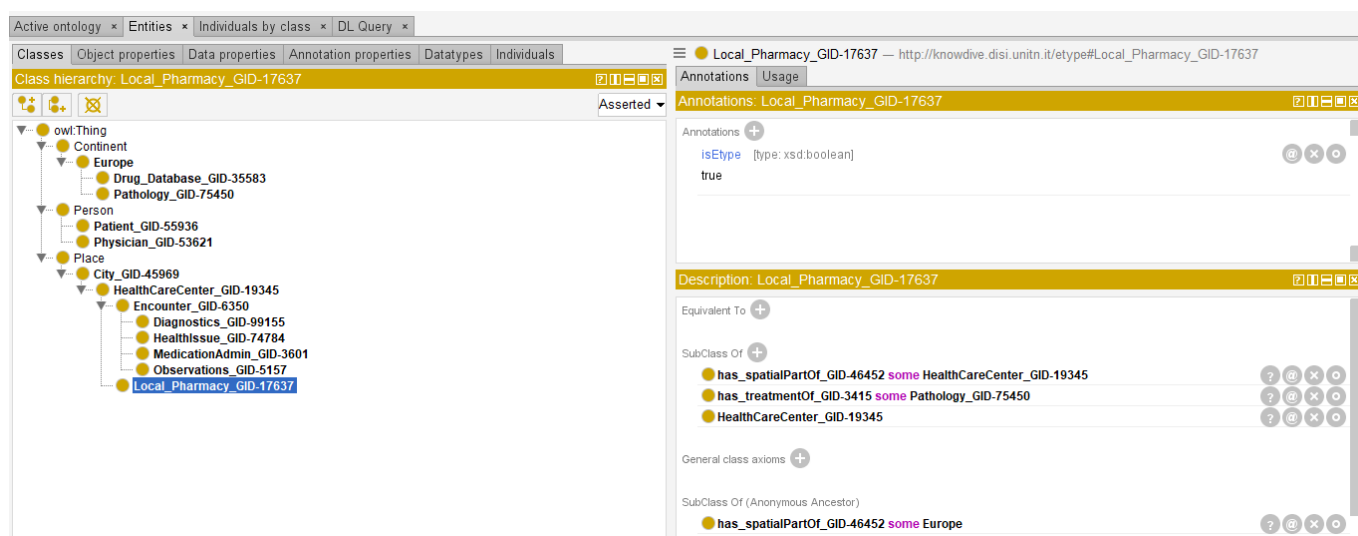 Active ontology × Entities × Individuals by class × DL Query ×
Classes Object properties Data properties Annotation properties Datatypes Individuals
Class hierarchy: Local_Pharmacy_GID-17637
Asserted
owl:Thing
Continent
Europe
Drug_Database_GID-35583
Pathology_GID-75450
Person
Patient_GID-55936
Physician_GID-53621
Place
City_GID-45969
HealthCareCenter_GID-19345
Encounter_GID-6350
Diagnostics_GID-99155
HealthIssue_GID-74784
MedicationAdmin_GID-3601
Observations_GID-5157
Local_Pharmacy_GID-17637
Local_Pharmacy_GID-17637 — http://knowdive.disi.unitn.it/etype#Local_Pharmacy_GID-17637
Annotations Usage
Annotations: Local_Pharmacy_GID-17637
Annotations
isEtype [type: xsd:boolean]
true
Description: Local_Pharmacy_GID-17637
Equivalent To
SubClass Of
has_spatialPartOf_GID-46452 some HealthCareCenter_GID-19345
has_treatmentOf_GID-3415 some Pathology_GID-75450
HealthCareCenter_GID-19345
General class axioms
SubClass Of (Anonymous Ancestor)
has_spatialPartOf_GID-46452 some Europe